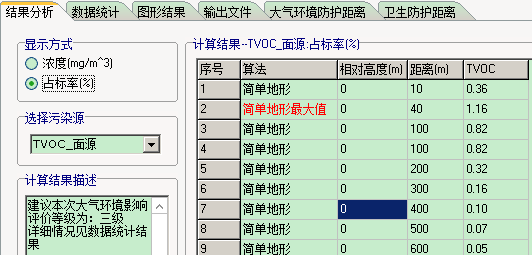 结果分析 数据统计 图形结果 输出文件 大气环境防护距离 卫生防护距离
显示方式
浓度(mg/m^3)
占标率(%)
选择污染源
TVOC_面源
计算结果描述
建议本次大气环境影响
评价等级为：三级
详细情况见数据统计结
果
计算结果--TVOC_面源:占标率(%)
序号 算法 相对高度(m) 距离(m) TVOC
1 简单地形 0 10 0.36
2 简单地形最大值 0 40 1.16
3 简单地形 0 100 0.82
4 简单地形 0 100 0.82
5 简单地形 0 200 0.32
6 简单地形 0 300 0.16
7 简单地形 0 400 0.10
8 简单地形 0 500 0.07
9 简单地形 0 600 0.05